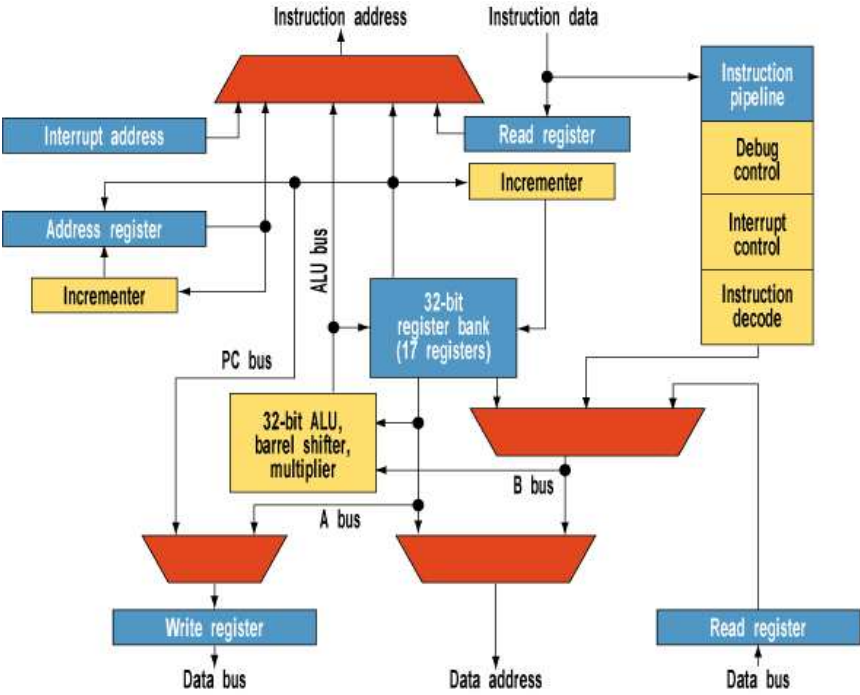 Instruction address
Instruction data
Instruction
pipeline
Interrupt address
Read register
Debug
control
Incrementer
Address register
ALU bus
Interrupt
control
Incrementer
32-bit
register bank
(17 registers)
Instruction
decode
PC bus
32-bit ALU,
barrel shifter,
multiplier
B bus
A bus
Write register
Read register
Data bus
Data address
Data bus